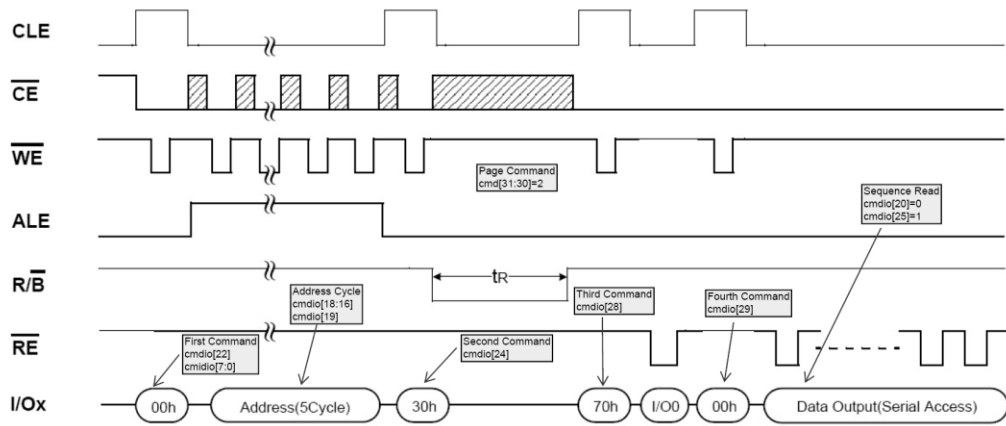 CLE
CE
WE
Page Command
cmd[31:30]=2
Sequence Read
cmdio[20]=0
cmdio[25]=1
ALE
R/B
tR
Address Cycle
cmdio[18:16]
cmdio[19]
Third Command
cmdio[28]
Fourth Command
cmdio[29]
RE
First Command
cmdio[22]
cmidio[7:0]
Second Command
cmdio[24]
I/Ox
00h
Address(5Cycle)
30h
70h
I/O0
00h
Data Output(Serial Access)